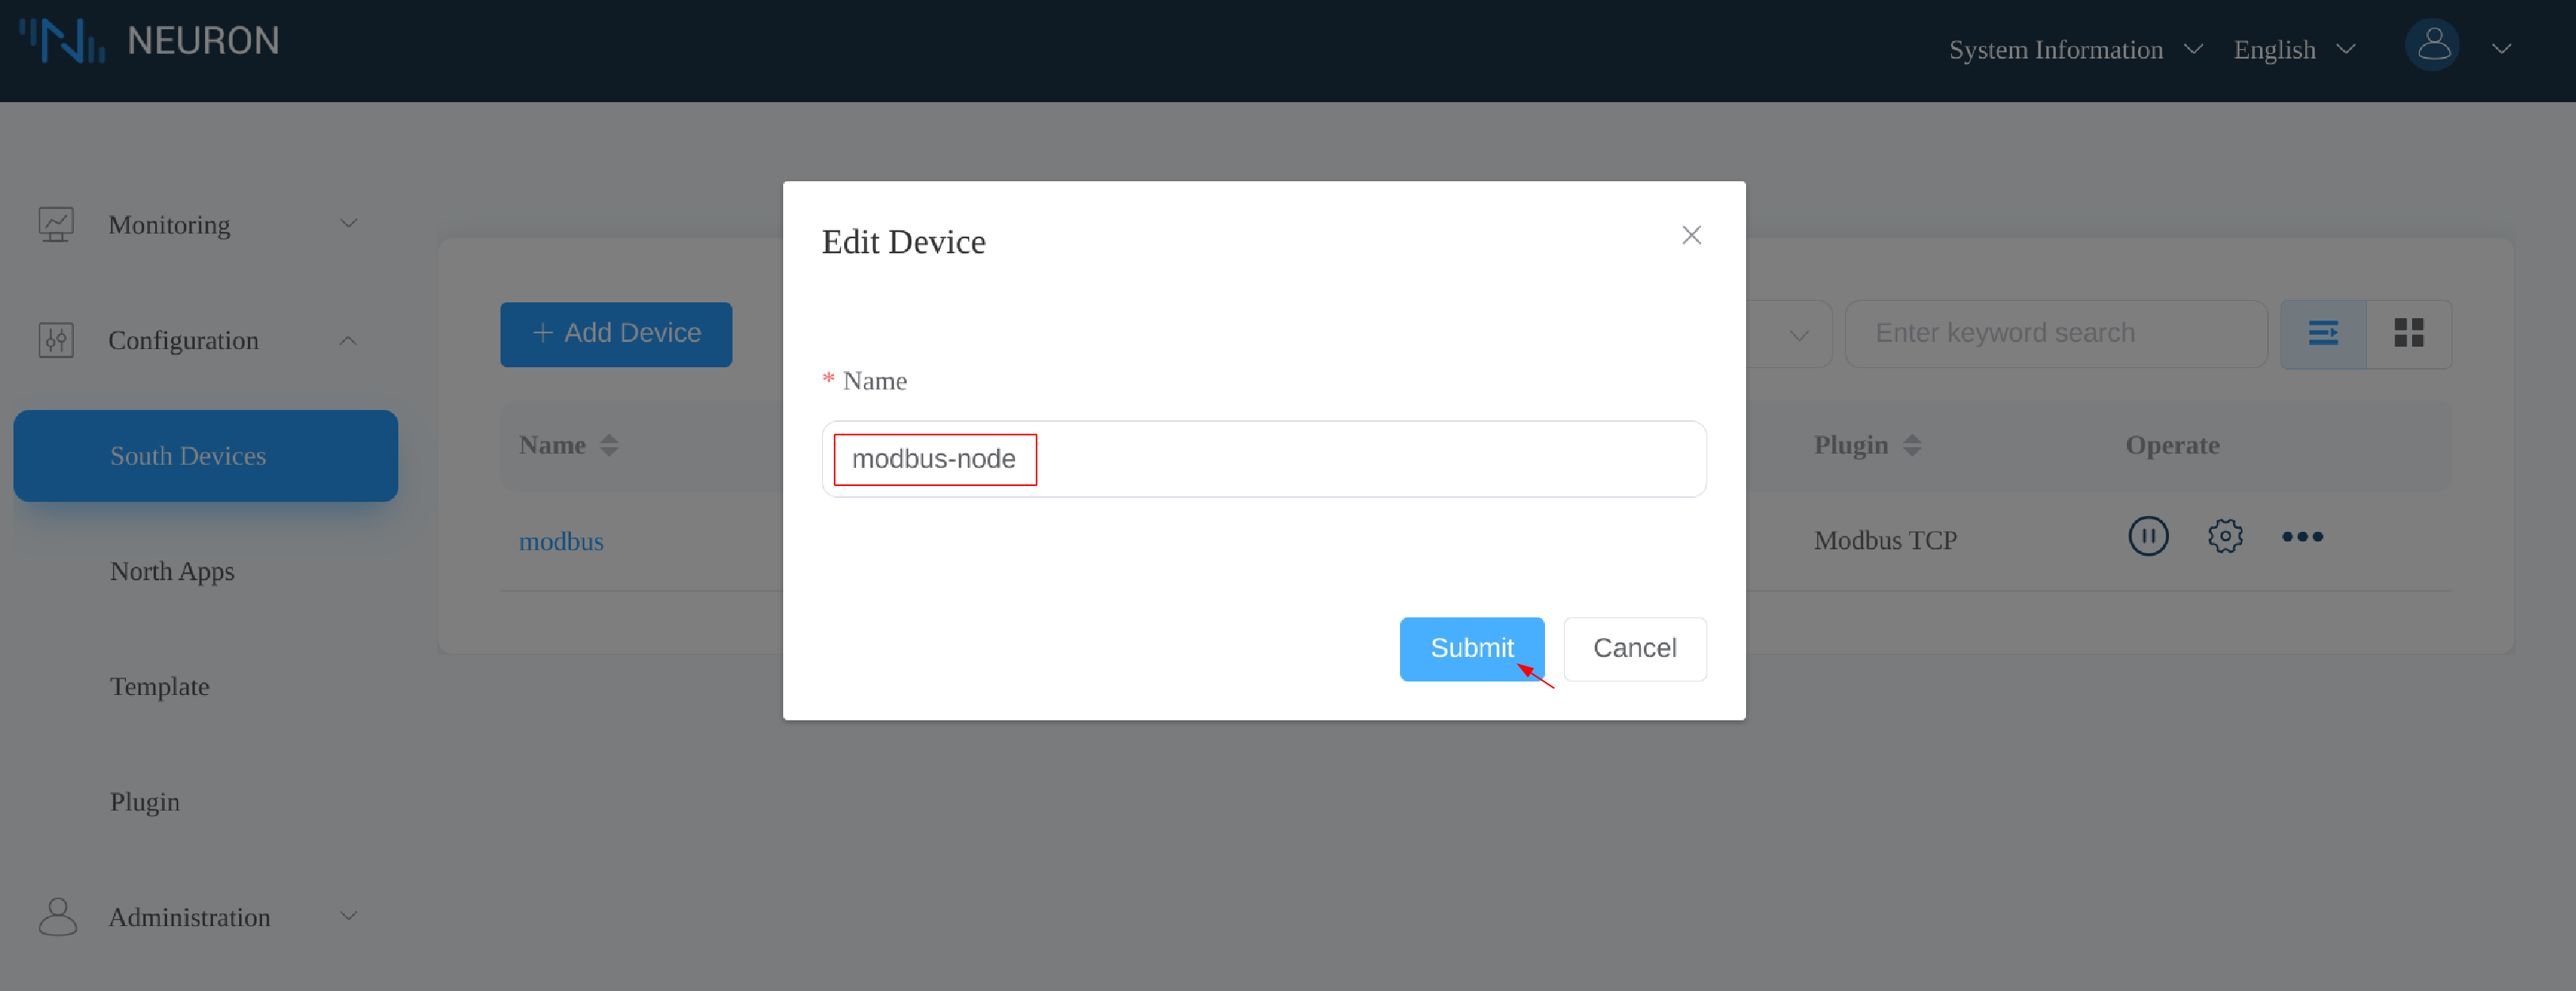 NEURON
System Information
English
Monitoring
Configuration
South Devices
North Apps
Template
Plugin
Administration
+ Add Device
Enter keyword search
Name
Plugin
Operate
modbus
Modbus TCP
Edit Device
* Name
modbus-node
Submit
Cancel